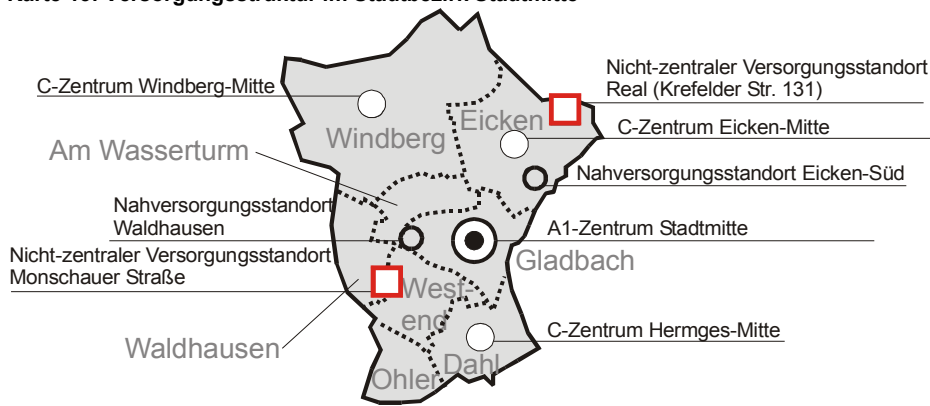 Nicht-zentraler Versorgungsstandort
Real (Krefelder Str. 131)
C-Zentrum Windberg-Mitte
Eicken
C-Zentrum Eicken-Mitte
Windberg
Am Wasserturm
Nahversorgungsstandort Eicken-Süd
Nahversorgungsstandort
Waldhausen
A1-Zentrum Stadtmitte
Nicht-zentraler Versorgungsstandort
Monschauer Straße
Gladbach
West-
end
C-Zentrum Hermges-Mitte
Waldhausen
Dahl
Ohler